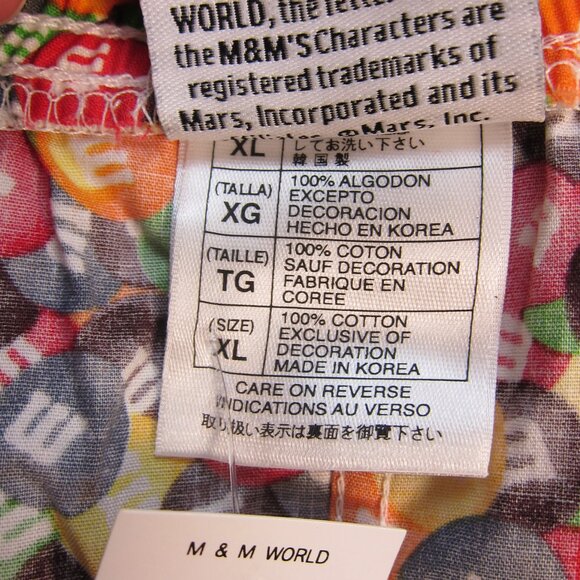 WORLD, the letter
the M&M'S Characters are
registered trademarks of
Mars, Incorporated and its
®Mars, Inc.
XL
してお洗い下さい
韓国製
(TALLA)
XG
100% ALGODON
EXCEPTO
DECORACION
HECHO EN KOREA
(TAILLE)
TG
100% COTON
SAUF DECORATION
FABRIQUE EN
COREE
(SIZE)
XL
100% COTTON
EXCLUSIVE OF
DECORATION
MADE IN KOREA
CARE ON REVERSE
INDICATIONS AU VERSO
取り扱い表示は裏面を御覧下さい
M & M WORLD